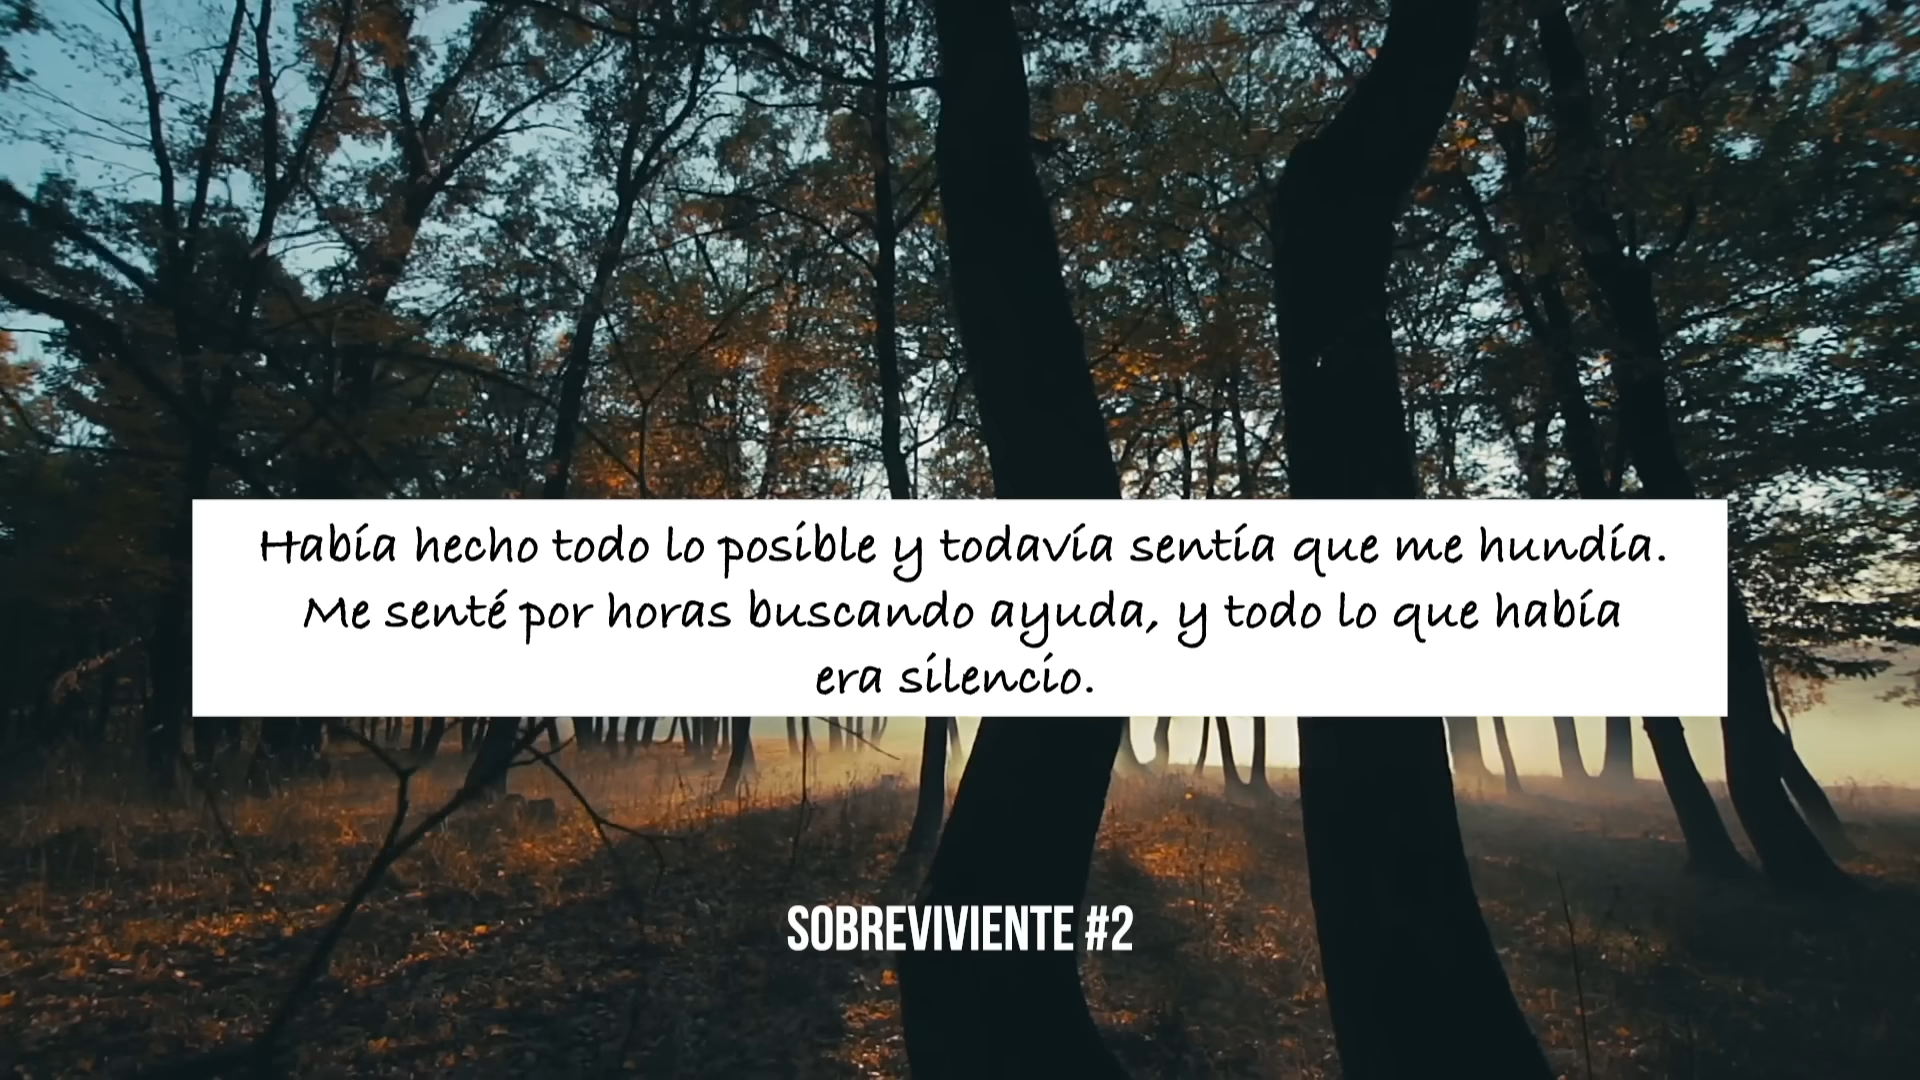 Había hecho todo lo posible y todavía sentía que me hundía.
Me senté por horas buscando ayuda, y todo lo que había
era silencio.
SOBREVIVIENTE #2